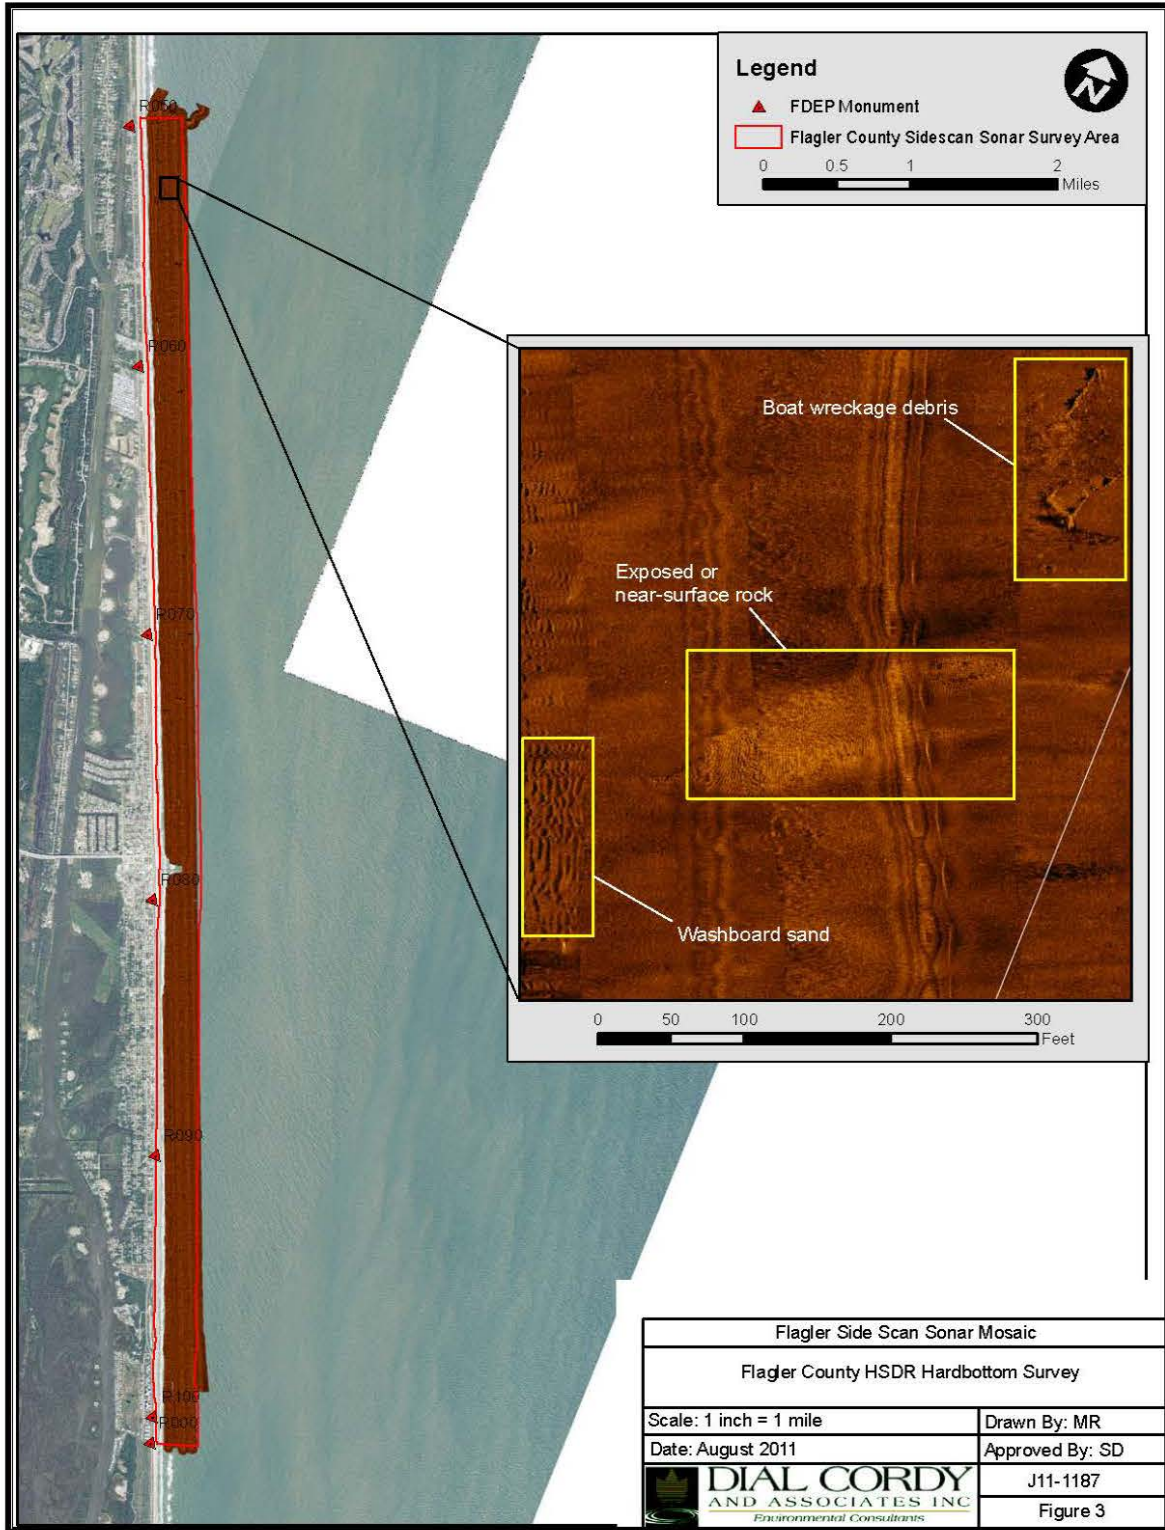 Legend
N
FDEP Monument
Flagler County Sidescan Sonar Survey Area
0 0.5 1 2
Miles
R050
R060
R070
R080
R090
R100
R000
Boat wreckage debris
Exposed or
near-surface rock
Washboard sand
0 50 100 200 300
Feet
Flagler Side Scan Sonar Mosaic
Flagler County HSDR Hardbottom Survey
Scale: 1 inch = 1 mile
Drawn By: MR
Date: August 2011
Approved By: SD
DIAL CORDY
AND ASSOCIATES INC
Environmental Consultants
J11-1187
Figure 3